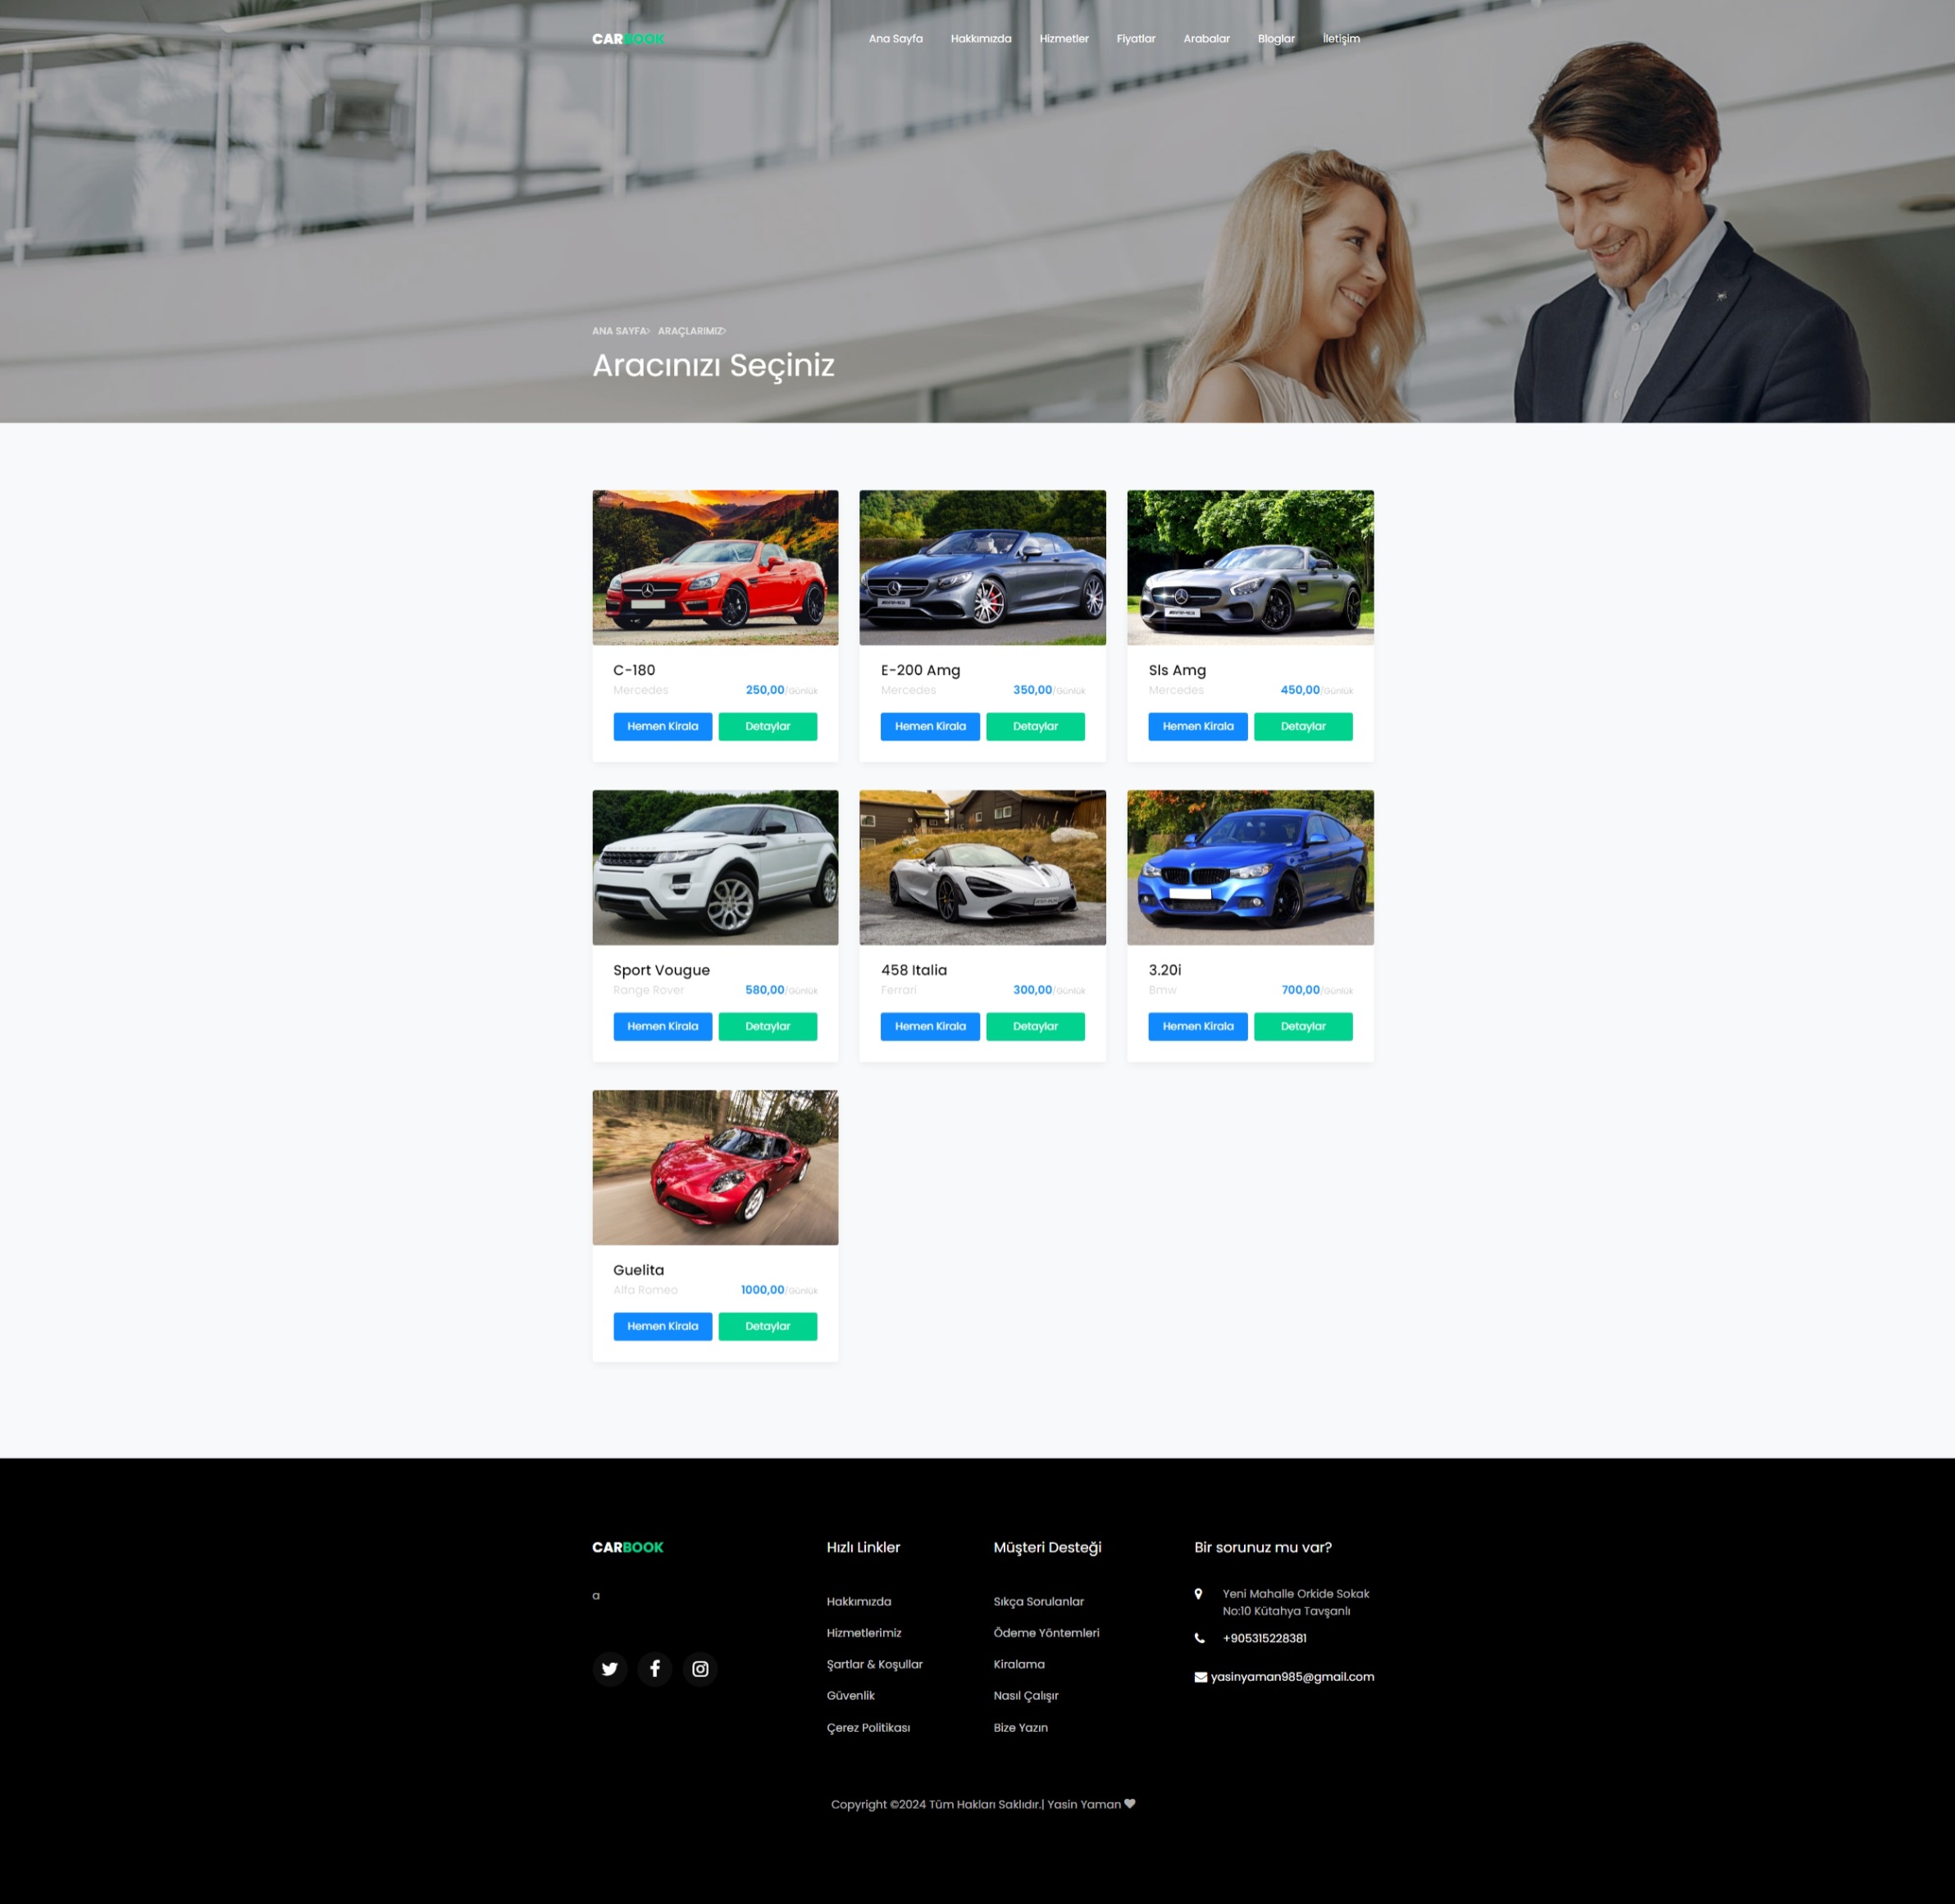 CARBOOK
Ana Sayfa Hakkımızda Hizmetler Fiyatlar Arabalar Bloglar İletişim
ANA SAYFA› ARAÇLARIMIZ›
Aracınızı Seçiniz
C-180
Mercedes 250,00/Günlük
Hemen Kirala Detaylar
E-200 Amg
Mercedes 350,00/Günlük
Hemen Kirala Detaylar
Sls Amg
Mercedes 450,00/Günlük
Hemen Kirala Detaylar
Sport Vougue
Range Rover 580,00/Günlük
Hemen Kirala Detaylar
458 Italia
Ferrari 300,00/Günlük
Hemen Kirala Detaylar
3.20i
Bmw 700,00/Günlük
Hemen Kirala Detaylar
Guelita
Alfa Romeo 1000,00/Günlük
Hemen Kirala Detaylar
CARBOOK
a
Hızlı Linkler
Hakkımızda
Hizmetlerimiz
Şartlar & Koşullar
Güvenlik
Çerez Politikası
Müşteri Desteği
Sıkça Sorulanlar
Ödeme Yöntemleri
Kiralama
Nasıl Çalışır
Bize Yazın
Bir sorunuz mu var?
Yeni Mahalle Orkide Sokak
No:10 Kütahya Tavşanlı
+905315228381
yasinyaman985@gmail.com
Copyright ©2024 Tüm Hakları Saklıdır.| Yasin Yaman